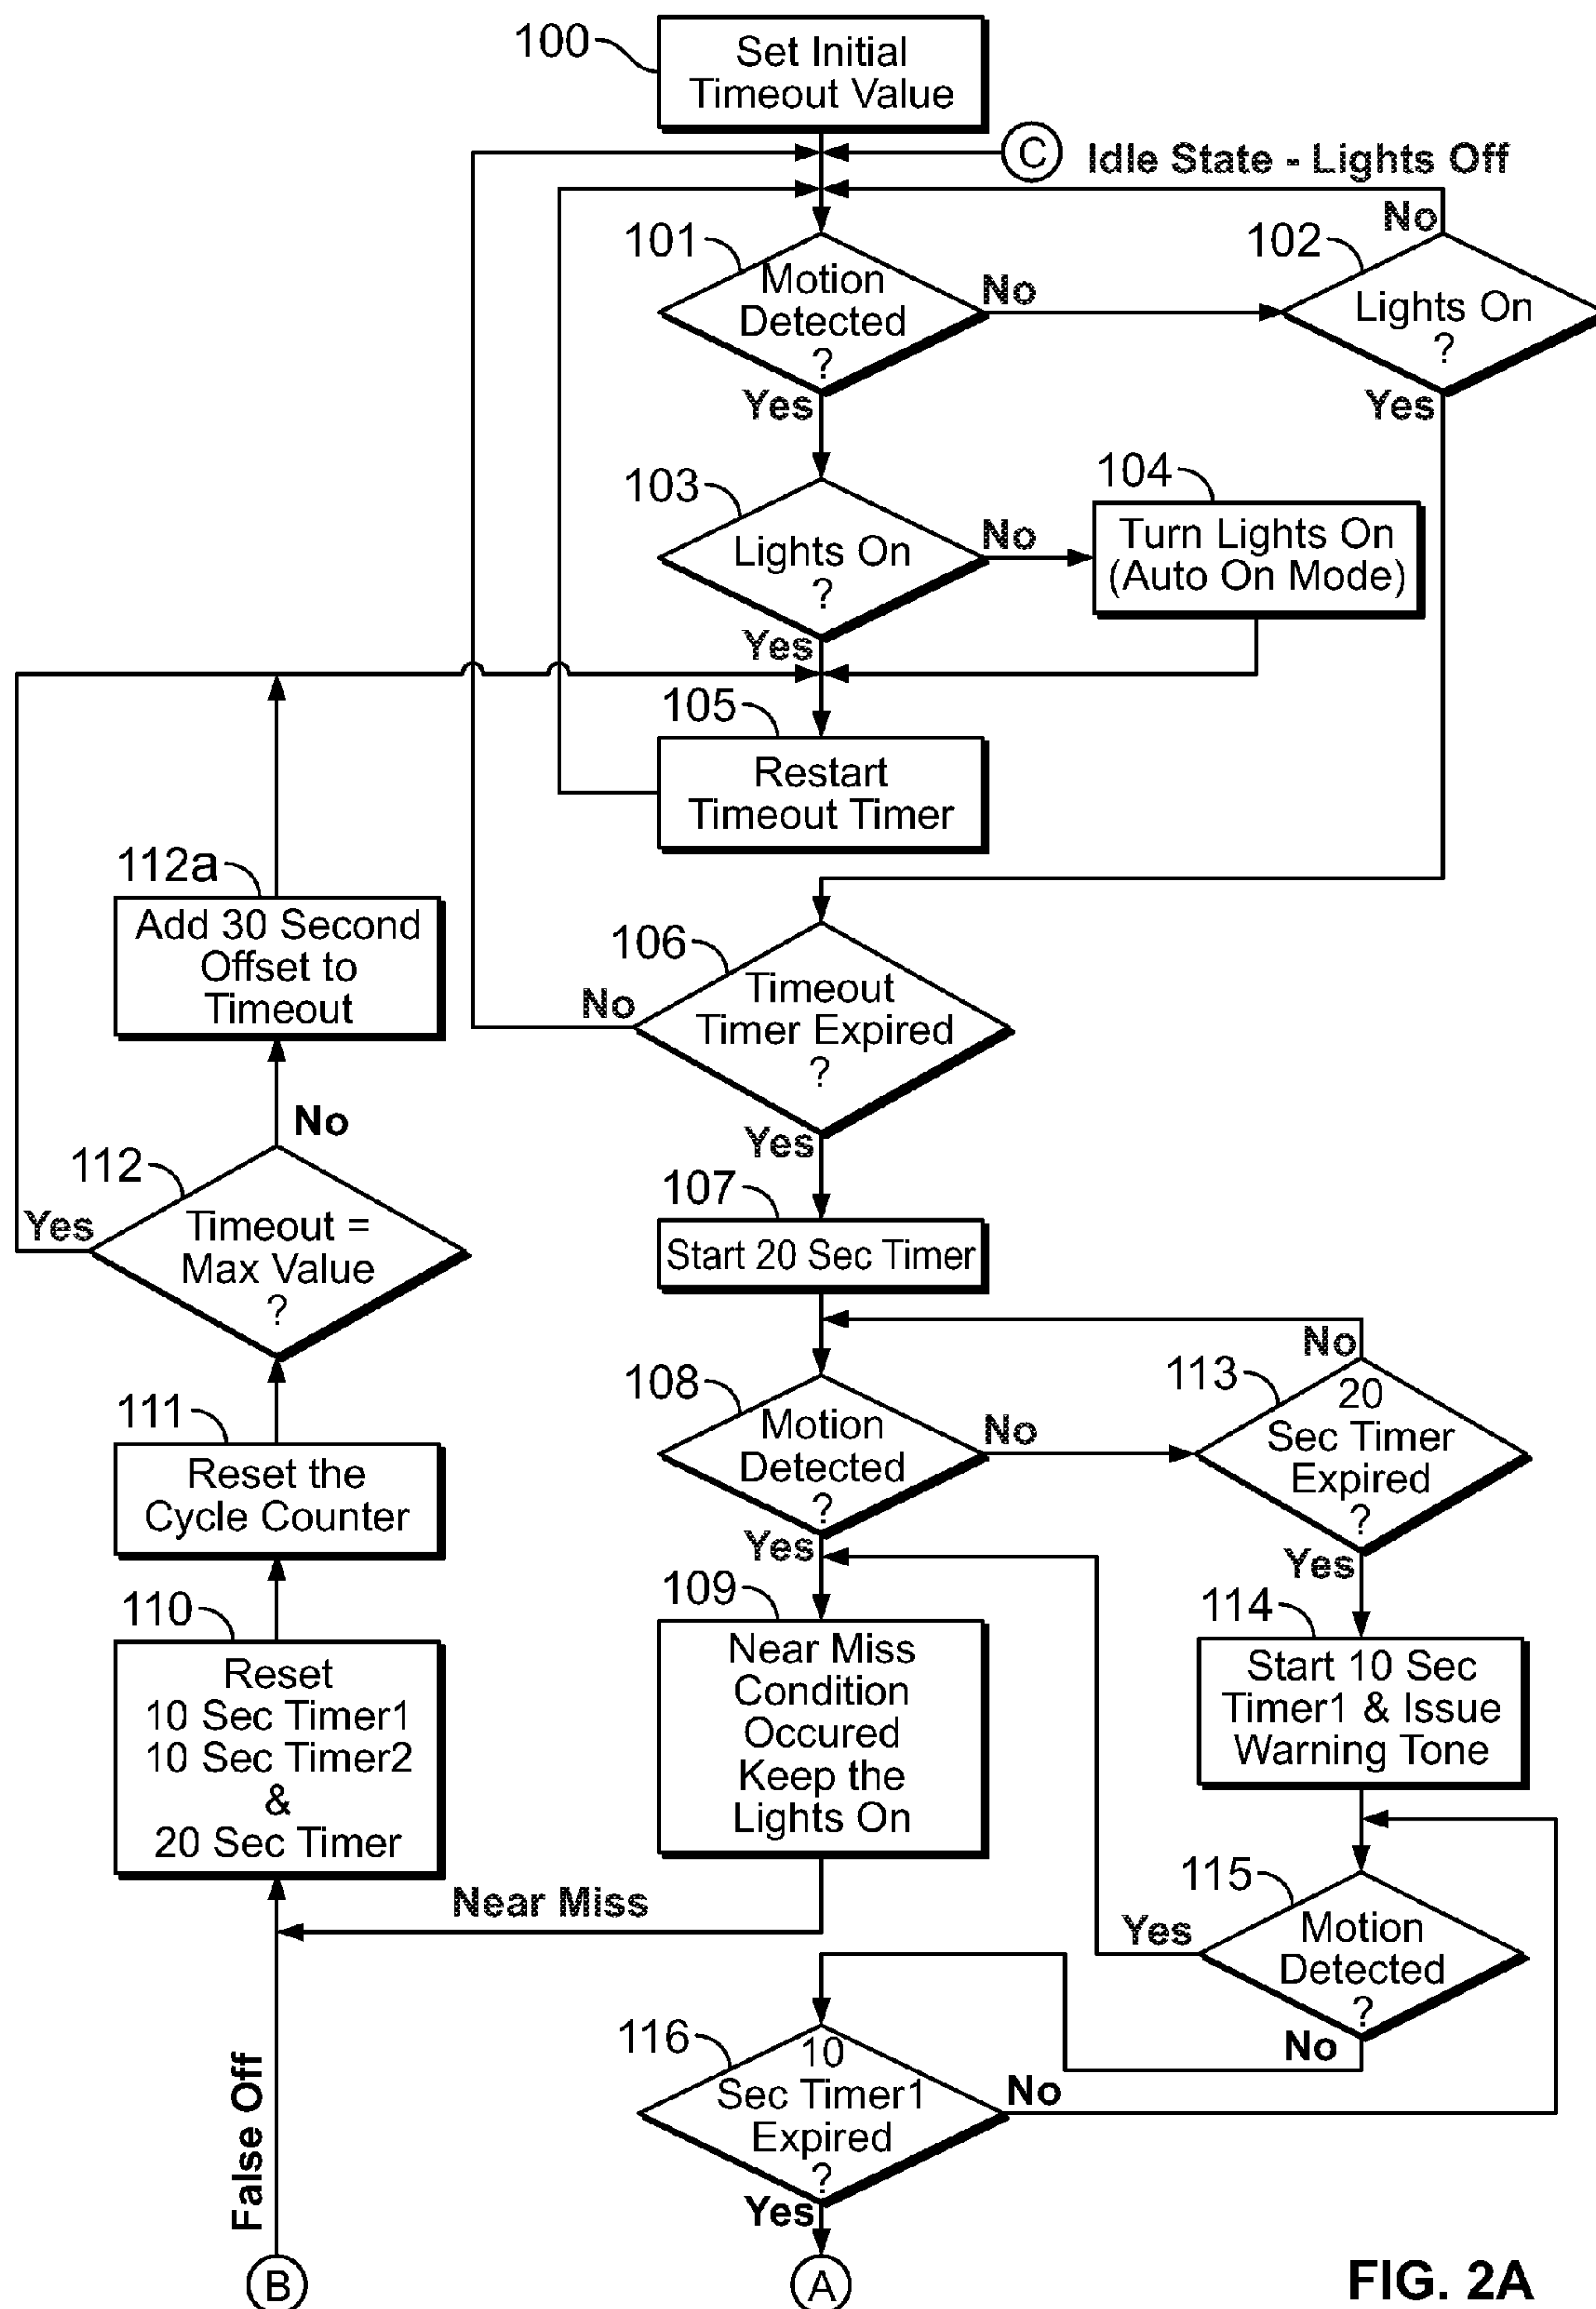 100
Set Initial
Timeout Value
C
Idle State - Lights Off
No
101
Motion
Detected
?
No
102
Lights On
?
Yes
Yes
103
Lights On
?
No
104
Turn Lights On
(Auto On Mode)
Yes
105
Restart
Timeout Timer
112a
Add 30 Second
Offset to
Timeout
106
Timeout
Timer Expired
?
No
Yes
No
112
Timeout =
Max Value
?
Yes
107
Start 20 Sec Timer
No
108
Motion
Detected
?
No
113
20
Sec Timer
Expired
?
Yes
Yes
111
Reset the
Cycle Counter
109
Near Miss
Condition
Occured
Keep the
Lights On
114
Start 10 Sec
Timer1 & Issue
Warning Tone
110
Reset
10 Sec Timer1
10 Sec Timer2
&
20 Sec Timer
Near Miss
115
Motion
Detected
?
Yes
No
116
10
Sec Timer1
Expired
?
No
Yes
False Off
B
A
FIG. 2A